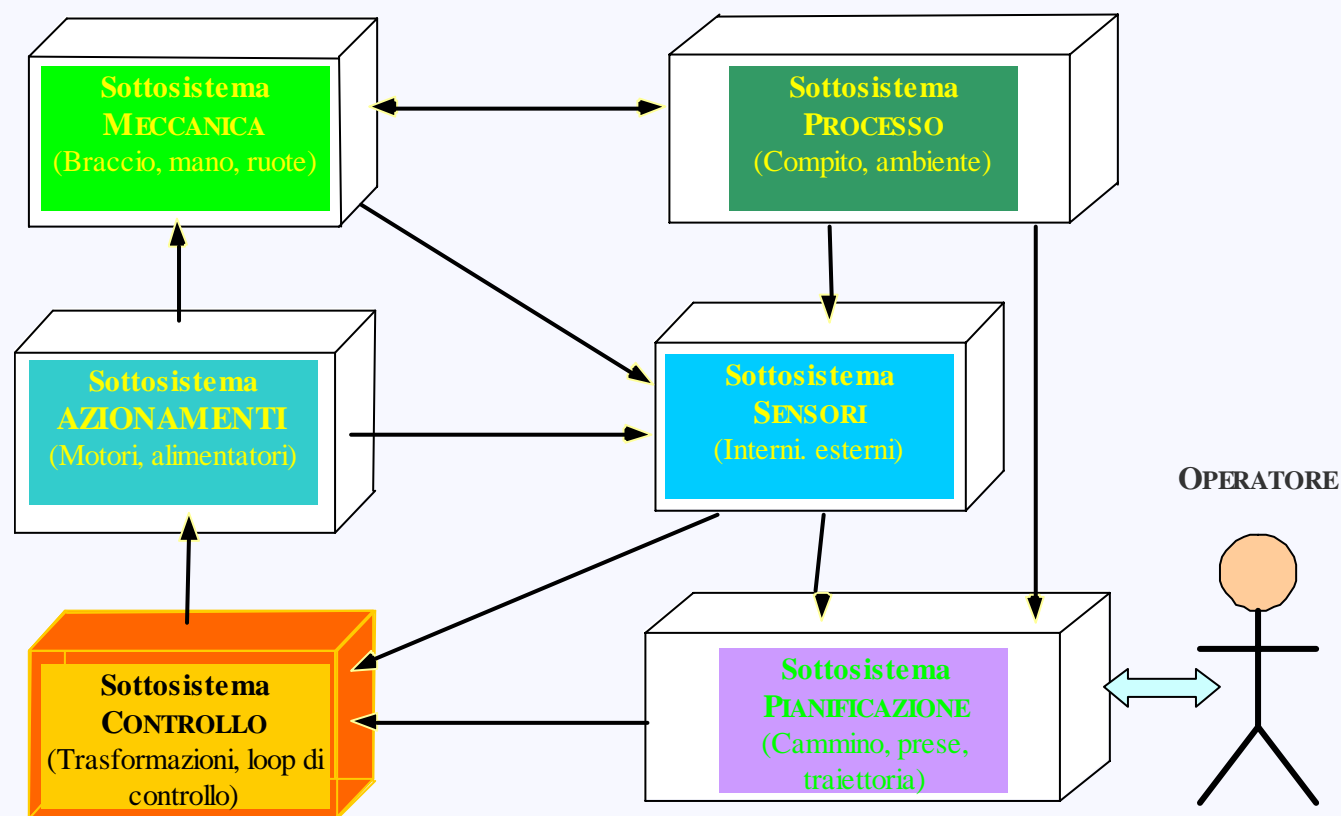 Sottosistema
MECCANICA
(Braccio, mano, ruote)
Sottosistema
PROCESSO
(Compito, ambiente)
Sottosistema
AZIONAMENTI
(Motori, alimentatori)
Sottosistema
SENSORI
(Interni. esterni)
OPERATORE
Sottosistema
CONTROLLO
(Trasformazioni, loop di
controllo)
Sottosistema
PIANIFICAZIONE
(Cammino, prese,
traiettoria)